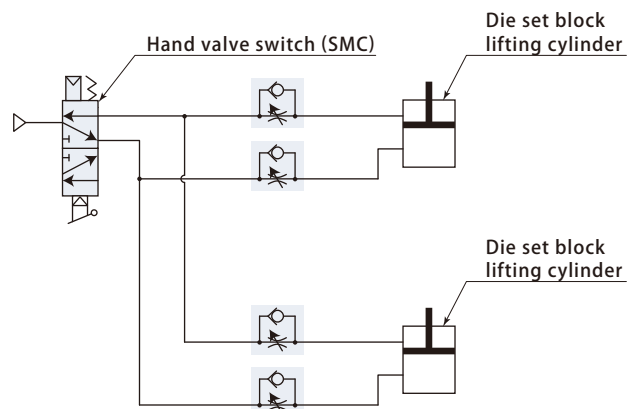 Die set block
lifting cylinder
Hand valve switch (SMC)
Die set block
lifting cylinder